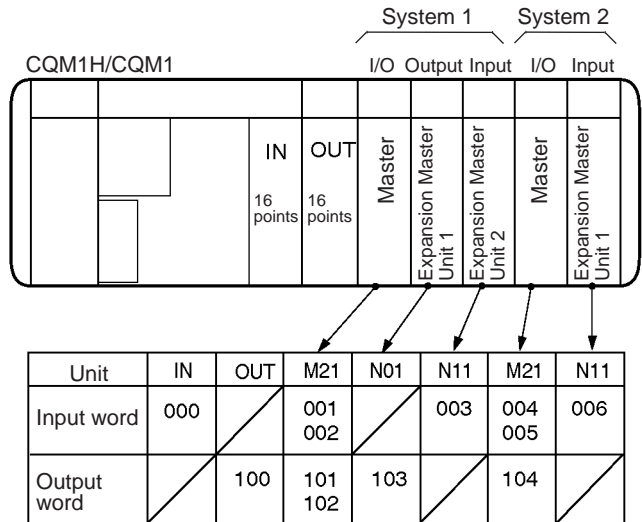 System 1 System 2
CQM1H/CQM1 I/O Output Input I/O Input
IN OUT
16 points
16 points
Master
Expansion Master Unit 1
Expansion Master Unit 2
Master
Expansion Master Unit 1
Unit IN OUT M21 N01 N11 M21 N11
Input word 000 001 002 003 004 005 006
Output word 100 101 102 103 104